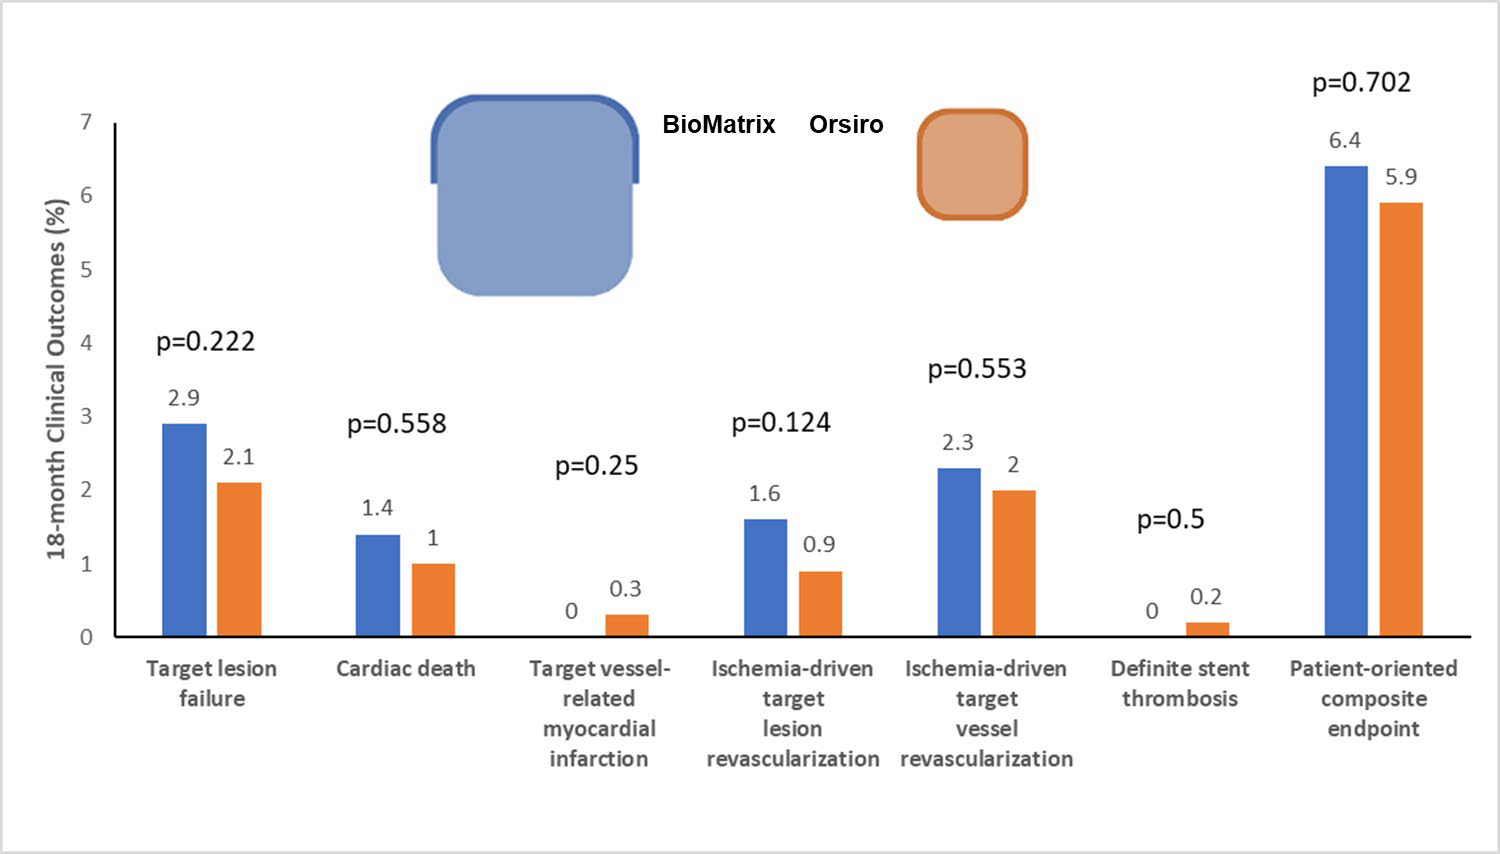 p=0.702
BioMatrix Orsiro
7
6
5
4
3
2
1
0
18-month Clinical Outcomes (%)
p=0.222
2.9
2.1
p=0.558
1.4
1
p=0.25
0
0.3
p=0.124
1.6
0.9
p=0.553
2.3
2
p=0.5
0
0.2
6.4
5.9
Target lesion
failure
Cardiac death
Target vessel-
related
myocardial
infarction
Ischemia-driven
target
lesion
revascularization
Ischemia-driven
target
vessel
revascularization
Definite stent
thrombosis
Patient-oriented
composite
endpoint